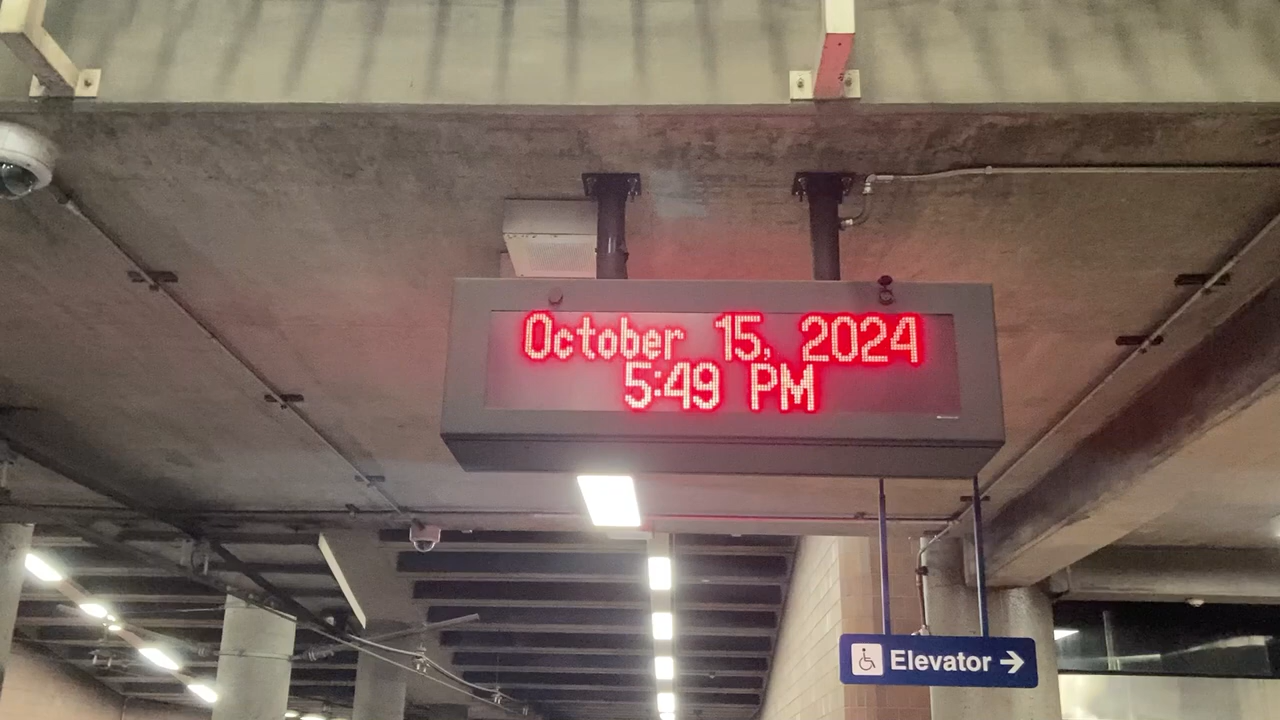 October 15, 2024
5:49 PM
Elevator →